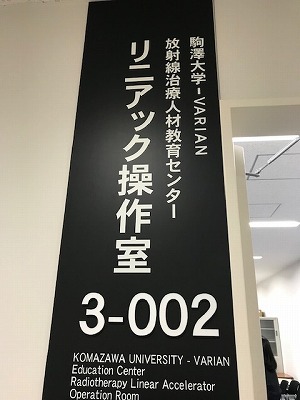 駒澤大学-VARIAN
放射線治療人材教育センター
リニアック操作室
3-002
KOMAZAWA UNIVERSITY - VARIAN
Education Center
Radiotherapy Linear Accelerator
Operation Room